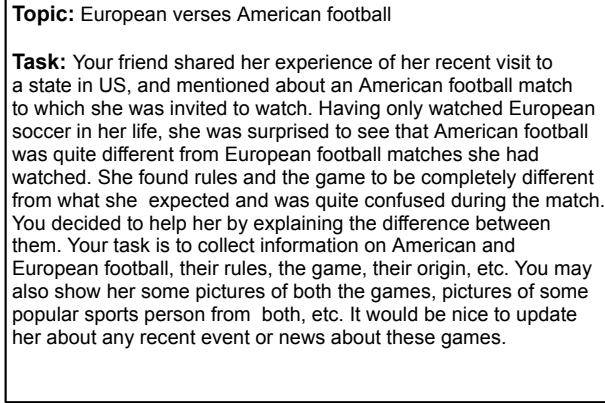 Topic: European verses American football
Task: Your friend shared her experience of her recent visit to
a state in US, and mentioned about an American football match
to which she was invited to watch. Having only watched European
soccer in her life, she was surprised to see that American football
was quite different from European football matches she had
watched. She found rules and the game to be completely different
from what she expected and was quite confused during the match.
You decided to help her by explaining the difference between
them. Your task is to collect information on American and
European football, their rules, the game, their origin, etc. You may
also show her some pictures of both the games, pictures of some
popular sports person from both, etc. It would be nice to update
her about any recent event or news about these games.